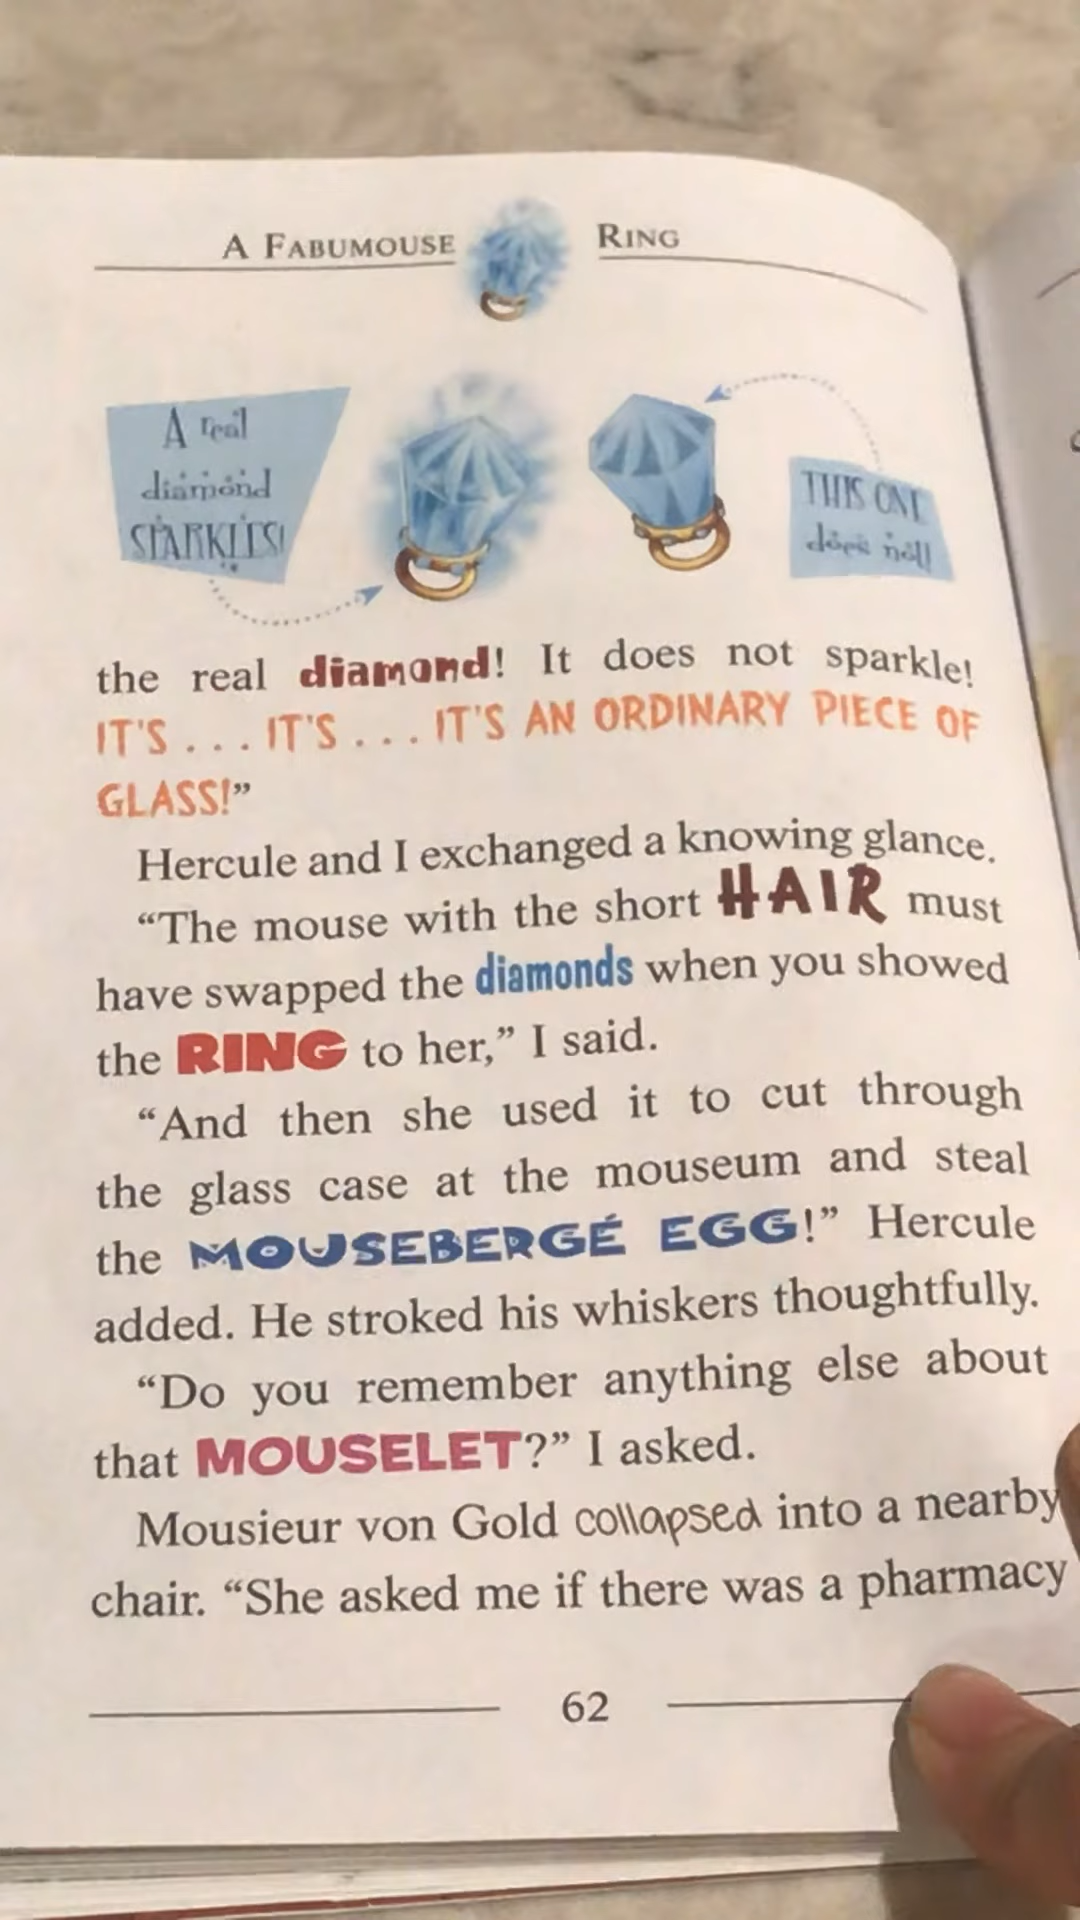 A FABUMOUSE RING
A real
diamond
SPARKLES!
THIS ONE
does not!
the real diamond! It does not sparkle!
IT'S . . . IT'S . . . IT'S AN ORDINARY PIECE OF
GLASS!”
Hercule and I exchanged a knowing glance.
“The mouse with the short HAIR must
have swapped the diamonds when you showed
the RING to her,” I said.
“And then she used it to cut through
the glass case at the mouseum and steal
the MOUSEBERGÉ EGG!” Hercule
added. He stroked his whiskers thoughtfully.
“Do you remember anything else about
that MOUSELET?” I asked.
Mousieur von Gold collapsed into a nearby
chair. “She asked me if there was a pharmacy
62